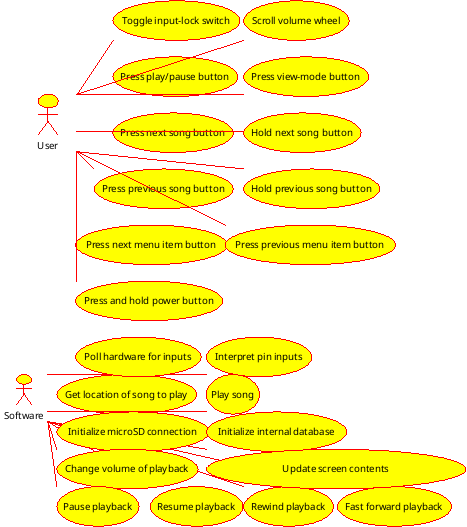 Toggle input-lock switch
Scroll volume wheel
Press play/pause button
Press view-mode button
User
Press next song button
Hold next song button
Press previous song button
Hold previous song button
Press next menu item button
Press previous menu item button
Press and hold power button
Poll hardware for inputs
Interpret pin inputs
Software
Get location of song to play
Play song
Initialize microSD connection
Initialize internal database
Change volume of playback
Update screen contents
Pause playback
Resume playback
Rewind playback
Fast forward playback